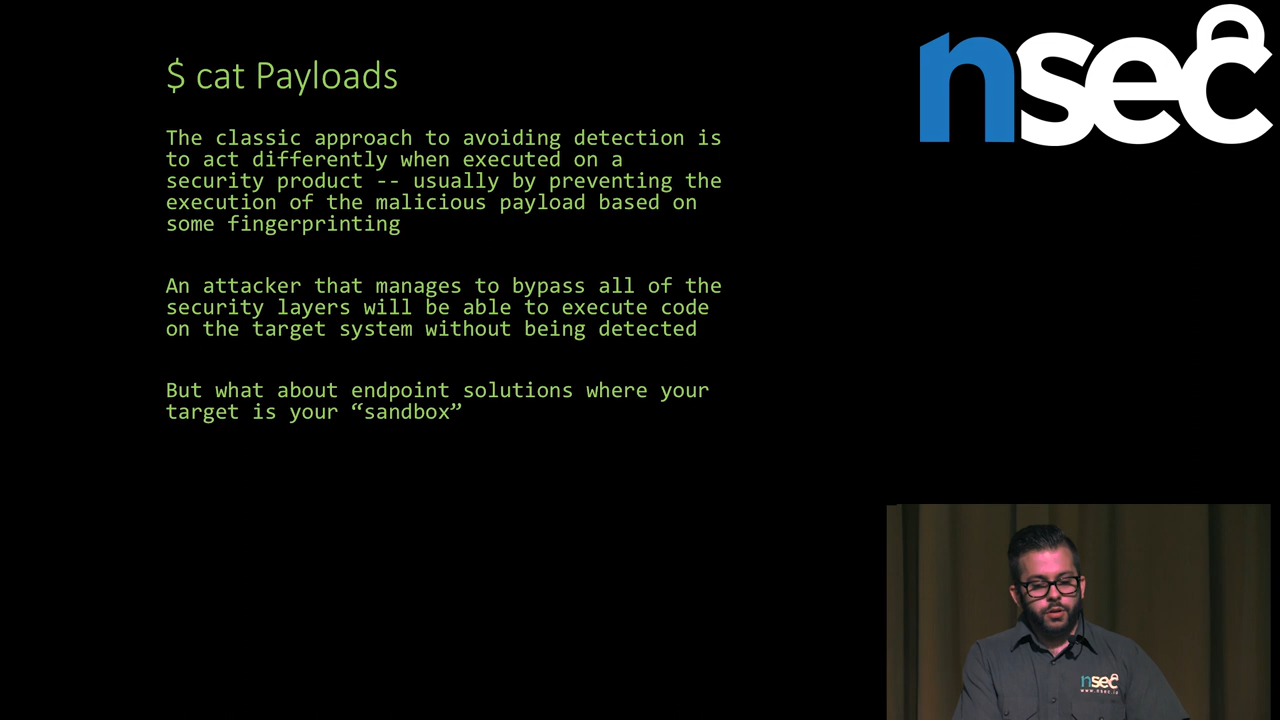 nsec
$ cat Payloads
The classic approach to avoiding detection is
to act differently when executed on a
security product -- usually by preventing the
execution of the malicious payload based on
some fingerprinting
An attacker that manages to bypass all of the
security layers will be able to execute code
on the target system without being detected
But what about endpoint solutions where your
target is your “sandbox”
nsec
www.nsec.io